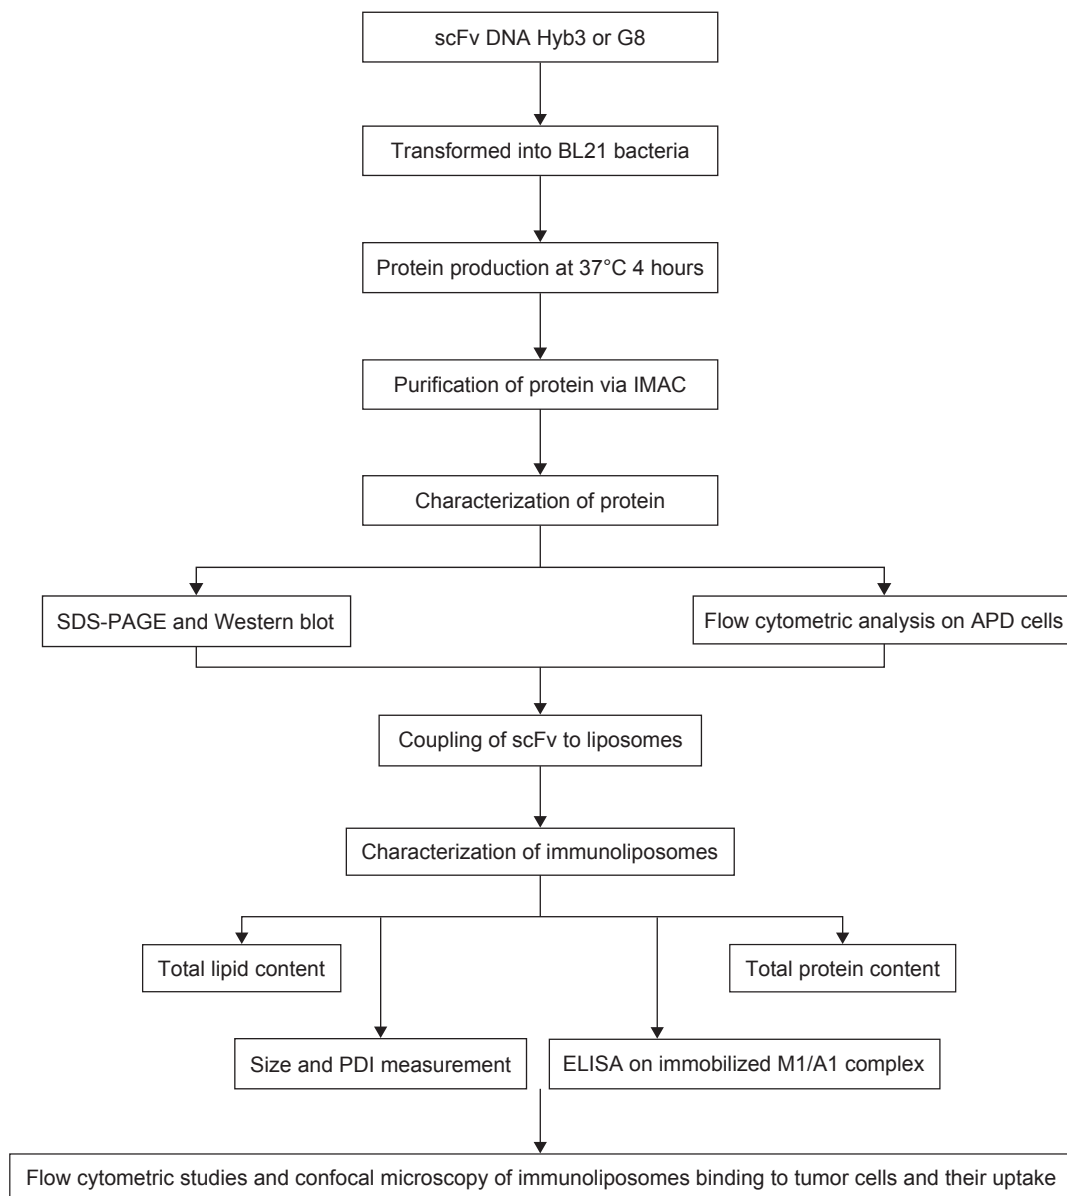 scFv DNA Hyb3 or G8
Transformed into BL21 bacteria
Protein production at 37°C 4 hours
Purification of protein via IMAC
Characterization of protein
SDS-PAGE and Western blot
Flow cytometric analysis on APD cells
Coupling of scFv to liposomes
Characterization of immunoliposomes
Total lipid content
Total protein content
Size and PDI measurement
ELISA on immobilized M1/A1 complex
Flow cytometric studies and confocal microscopy of immunoliposomes binding to tumor cells and their uptake